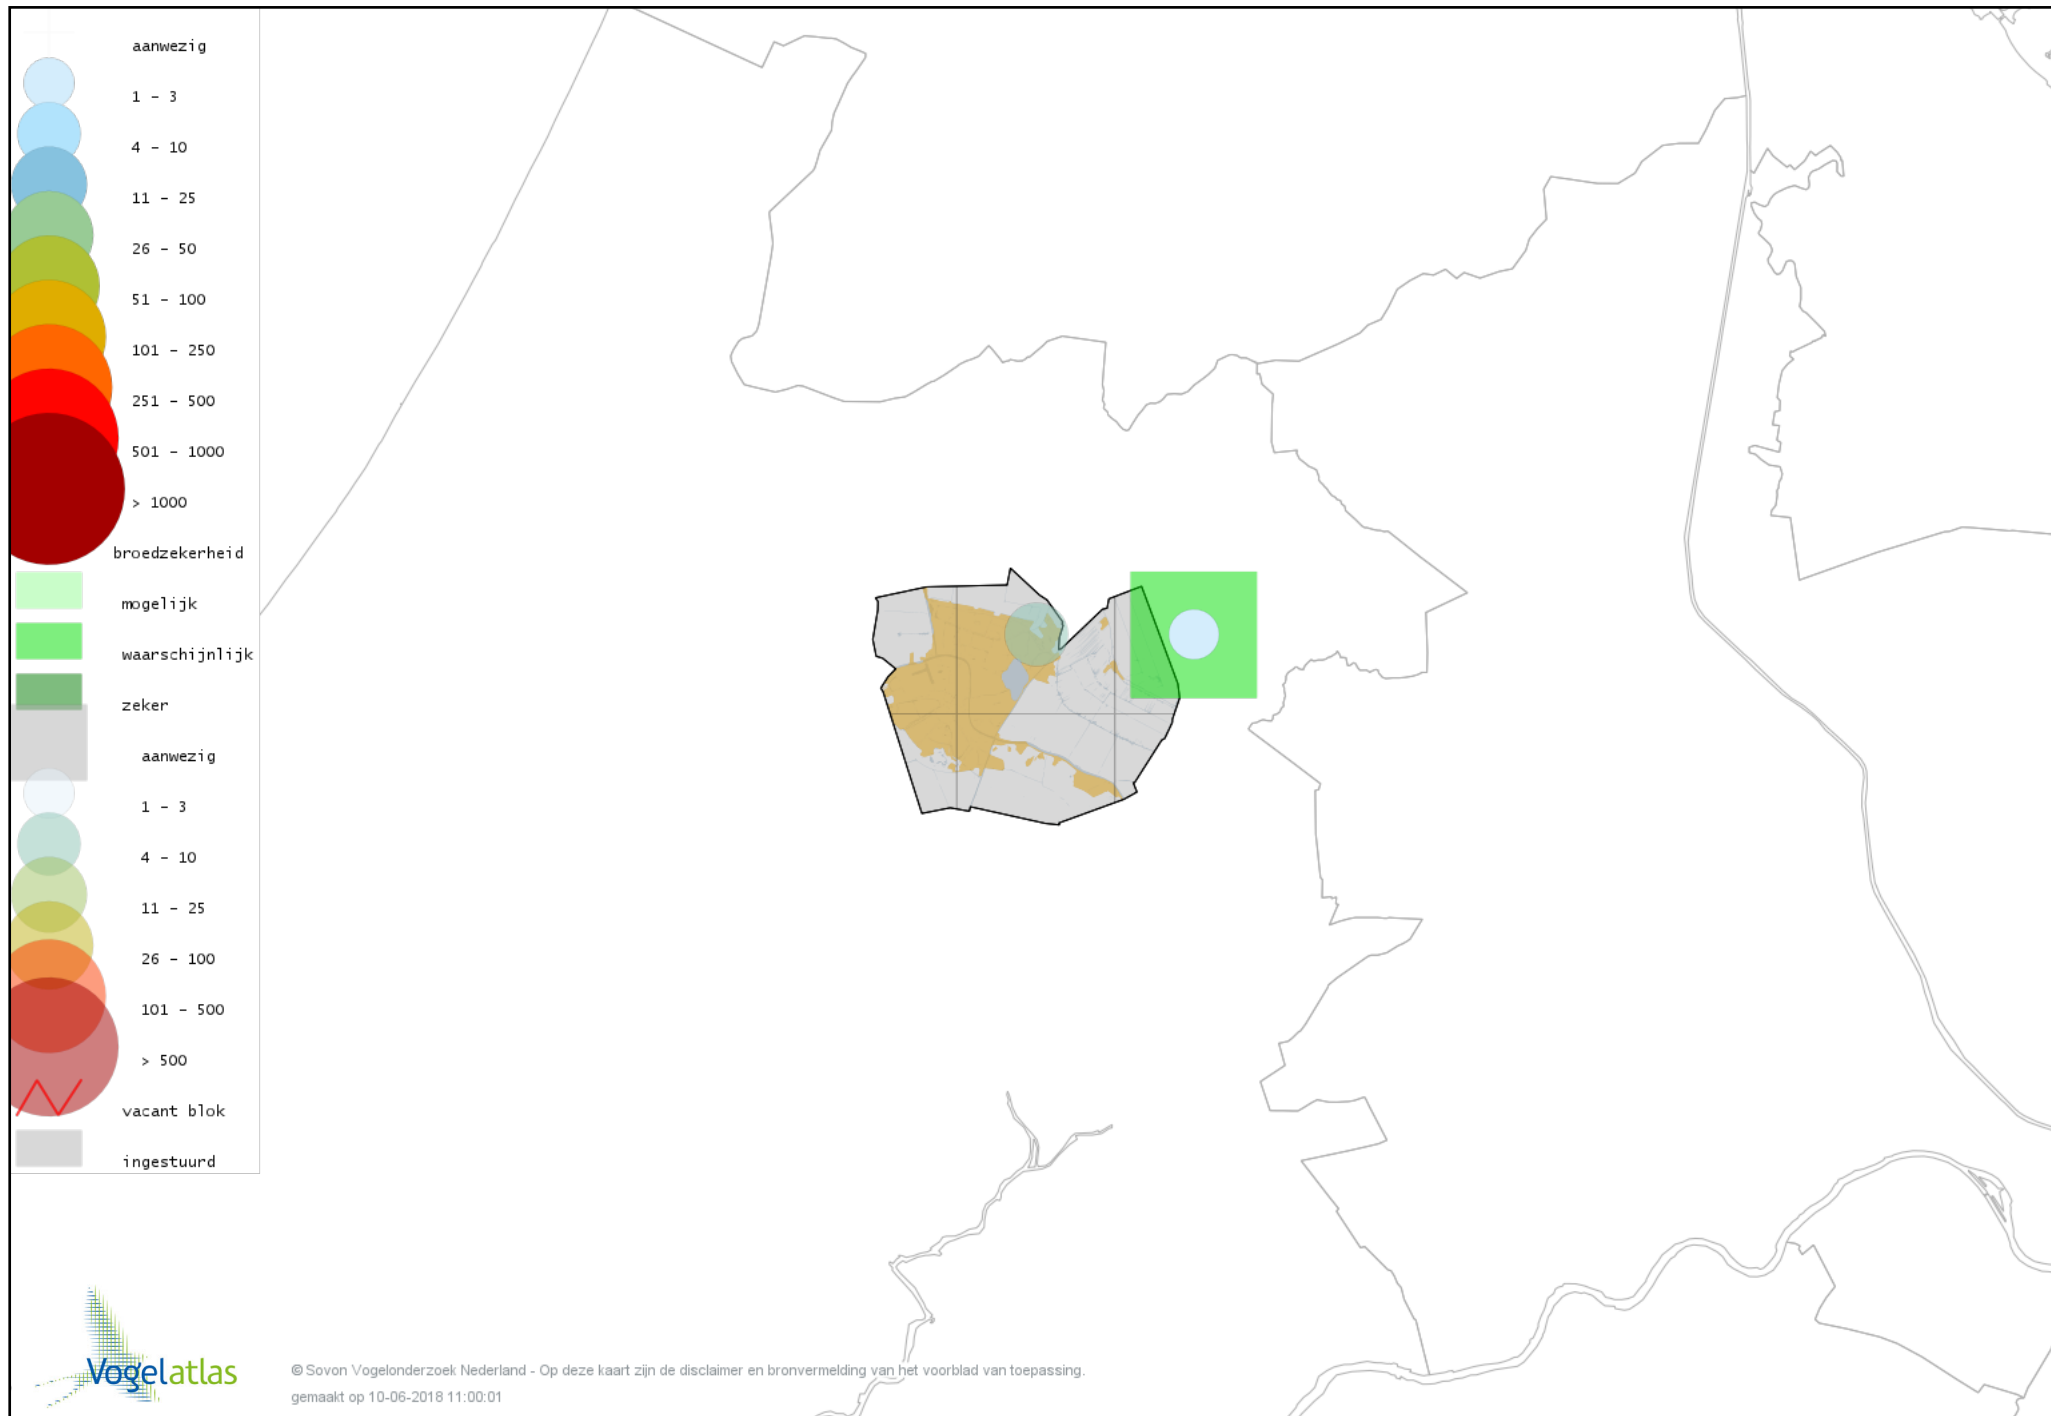 aanwezig
1 - 3
4 - 10
11 - 25
26 - 50
51 - 100
101 - 250
251 - 500
501 - 1000
> 1000
broedzekerheid
mogelijk
waarschijnlijk
zeker
aanwezig
1 - 3
4 - 10
11 - 25
26 - 100
101 - 500
> 500
vacant blok
ingestuurd
Vogelatlas
© Sovon Vogelonderzoek Nederland - Op deze kaart zijn de disclaimer en bronvermelding van het voorblad van toepassing.
gemaakt op 10-06-2018 11:00:01